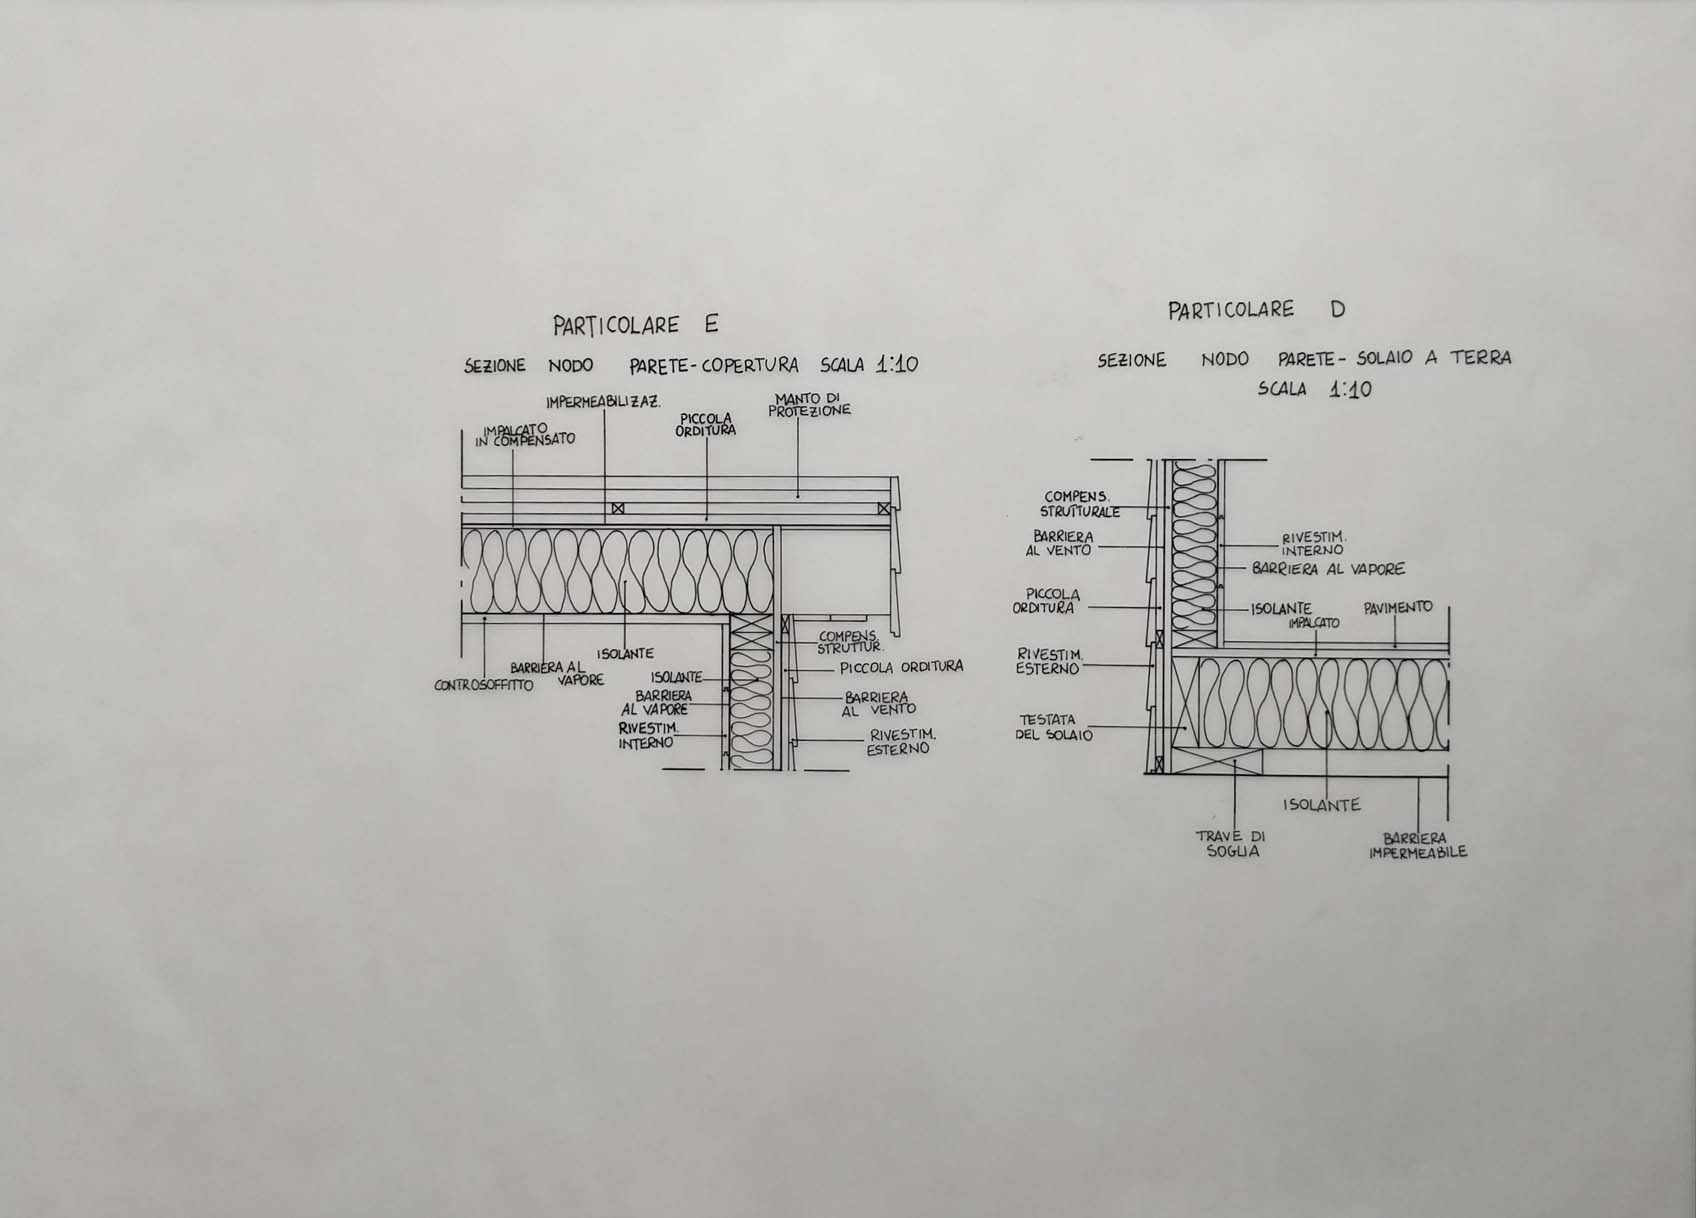 PARTICOLARE E
SEZIONE NODO PARETE-COPERTURA SCALA 1:10
IMPERMEABILIZAZ.
MANTO DI
PROTEZIONE
PICCOLA
ORDITURA
IMPALCATO
IN COMPENSATO
COMPENS.
STRUTTUR.
ISOLANTE
BARRIERA AL
VAPORE
CONTROSOFFITTO
PICCOLA ORDITURA
ISOLANTE
BARRIERA
AL VAPORE
BARRIERA
AL VENTO
RIVESTIM.
INTERNO
RIVESTIM.
ESTERNO
PARTICOLARE D
SEZIONE NODO PARETE- SOLAIO A TERRA
SCALA 1:10
COMPENS.
STRUTTURALE
BARRIERA
AL VENTO
RIVESTIM.
INTERNO
BARRIERA AL VAPORE
PICCOLA
ORDITURA
ISOLANTE
PAVIMENTO
IMPALCATO
RIVESTIM.
ESTERNO
TESTATA
DEL SOLAIO
ISOLANTE
TRAVE DI
SOGLIA
BARRIERA
IMPERMEABILE